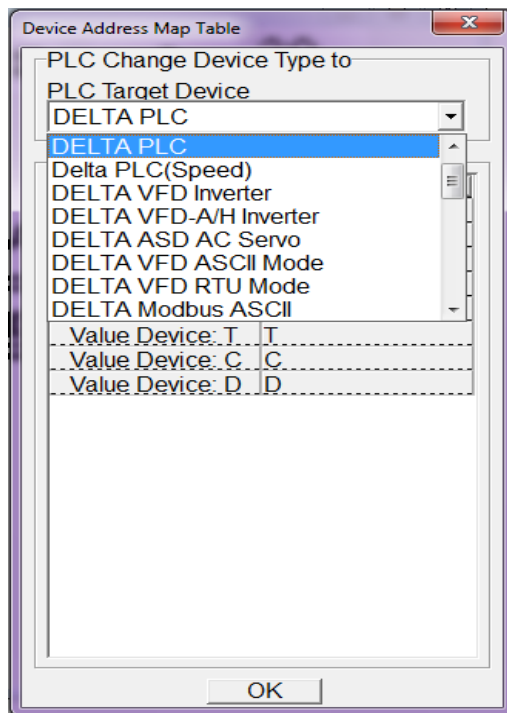 Device Address Map Table
PLC Change Device Type to
PLC Target Device
DELTA PLC
DELTA PLC
Delta PLC(Speed)
DELTA VFD Inverter
DELTA VFD-A/H Inverter
DELTA ASD AC Servo
DELTA VFD ASCII Mode
DELTA VFD RTU Mode
DELTA Modbus ASCII
Value Device: T T
Value Device: C C
Value Device: D D
OK